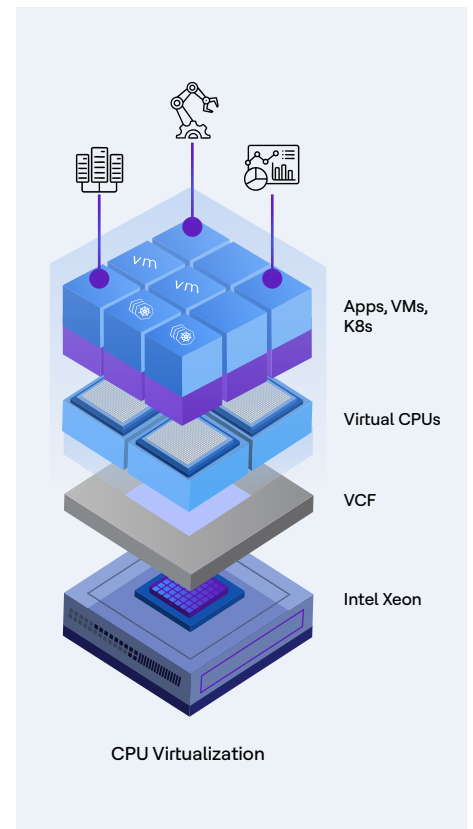 vm
vm
Apps, VMs,
K8s
Virtual CPUs
VCF
Intel Xeon
CPU Virtualization